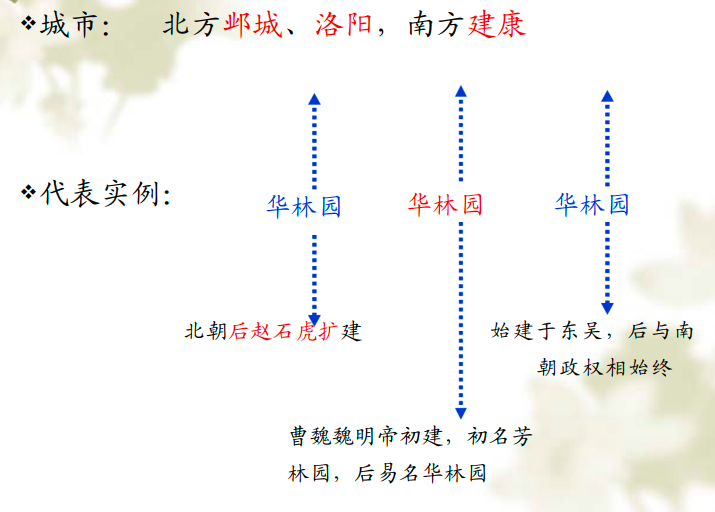 ❖城市： 北方邺城、洛阳，南方建康
❖代表实例：
华林园 华林园 华林园
北朝后赵石虎扩建
始建于东吴，后与南
朝政权相始终
曹魏魏明帝初建，初名芳
林园，后易名华林园